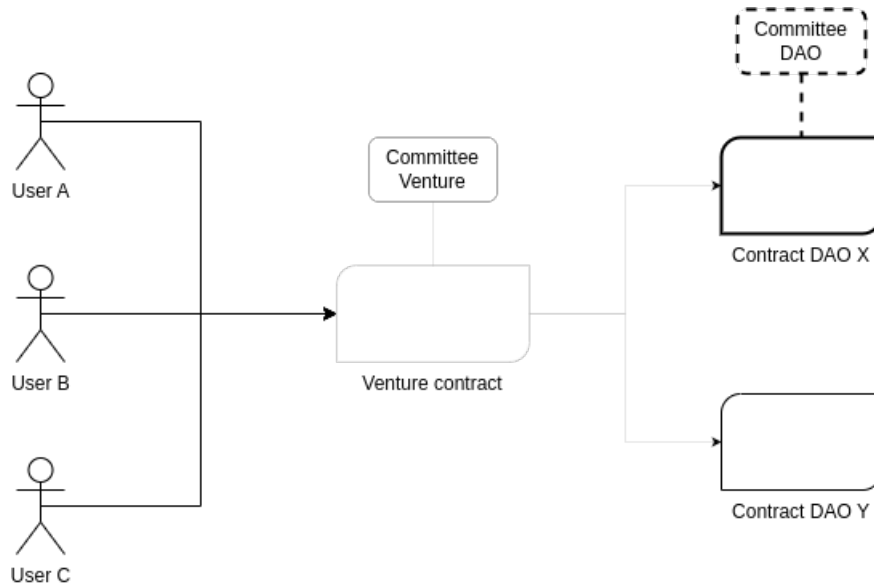 Committee
DAO
User A
Committee
Venture
Contract DAO X
User B
Venture contract
Contract DAO Y
User C